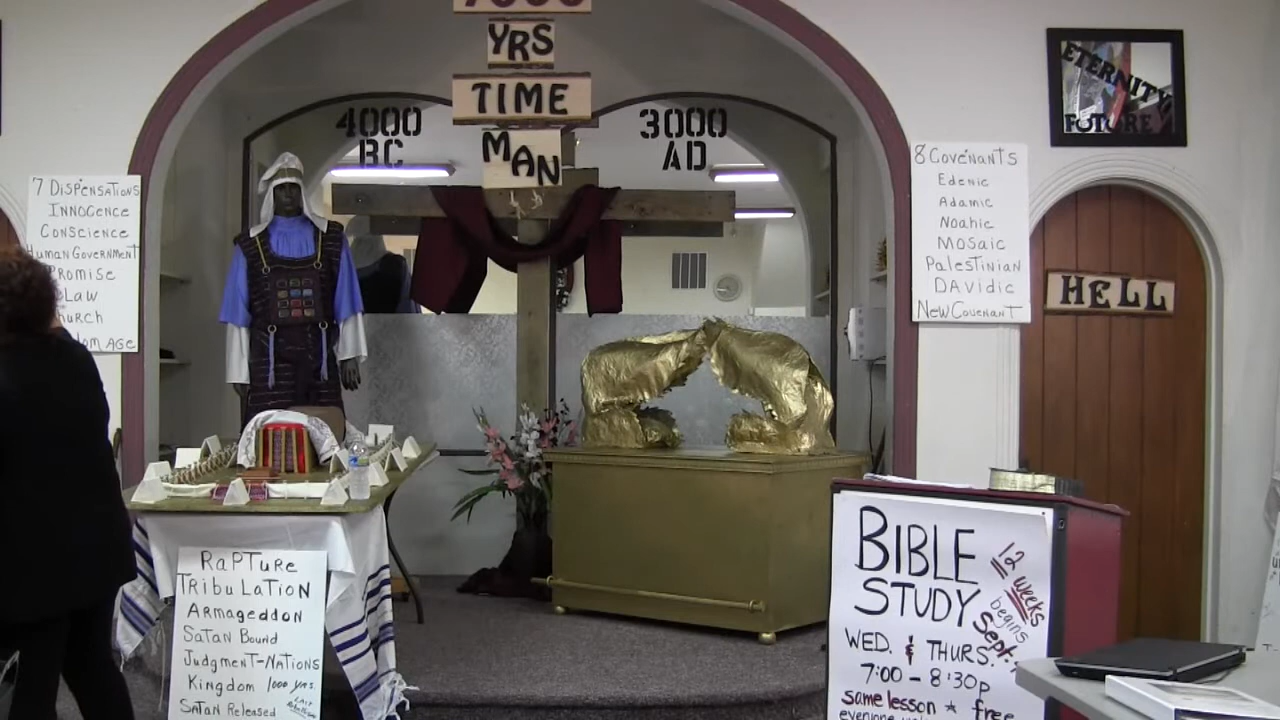 7000
YRS
TIME
MAN
4000
BC
3000
AD
ETERNITY
FUTURE
7 DISPENSATIONS
INNOCENCE
CONSCIENCE
HUMAN GOVERNMENT
PROMISE
LAW
AGE
8 COVENANTS
EDENIC
ADAMIC
NOAHIC
MOSAIC
PALESTINIAN
DAVIDIC
NEW COVENANT
HELL
RAPTURE
TRIBULATION
ARMAGEDDON
SATAN BOUND
JUDGMENT-NATIONS
KINGDOM 1000 YRS.
SATAN RELEASED
BIBLE
STUDY
12 weeks
begins
Sept.
WED. & THURS.
7:00 - 8:30p
same lesson * free